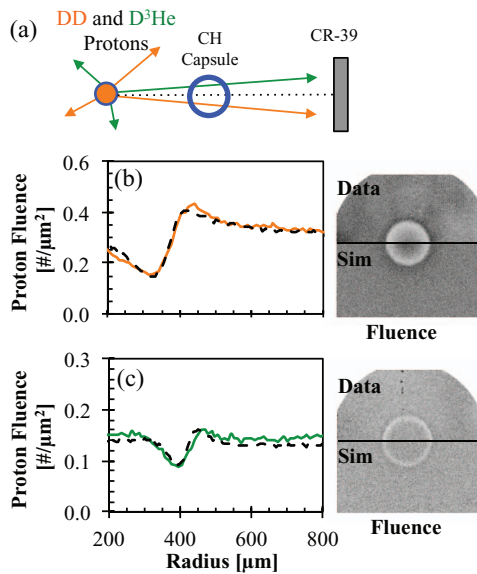 (a)
DD and D³He
Protons
CH
Capsule
CR-39
(b)
Proton Fluence
[#/µm²]
0.6
0.4
0.2
0.0
Data
Sim
Fluence
(c)
Proton Fluence
[#/µm²]
0.3
0.2
0.1
0.0
200
400
600
800
Radius [µm]
Data
Sim
Fluence